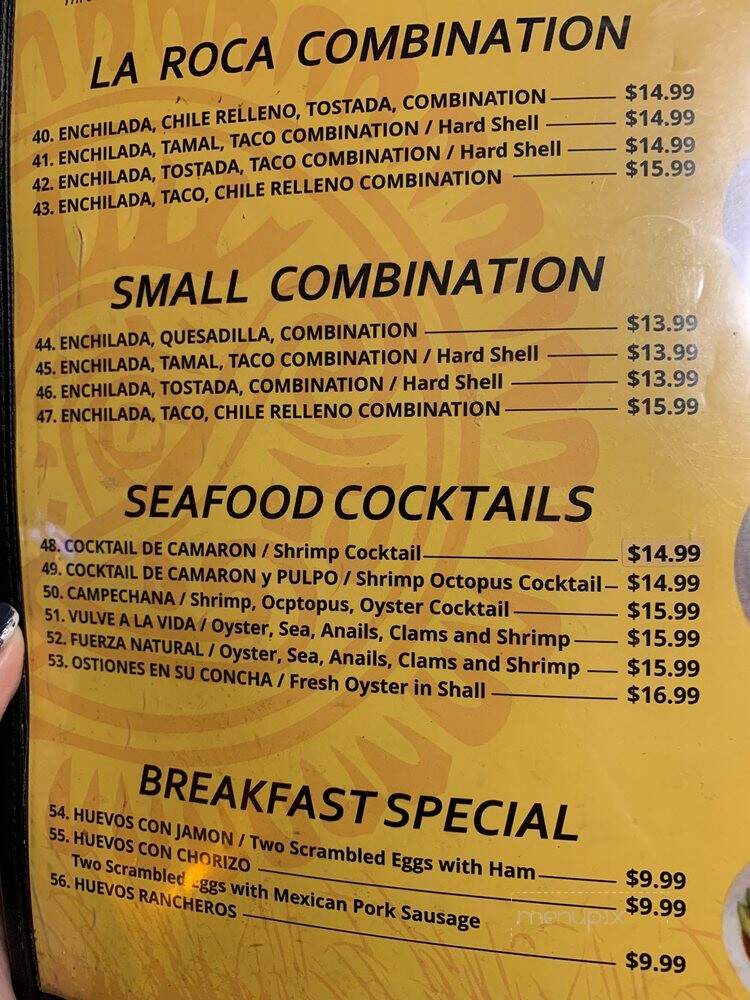 LA ROCA COMBINATION
40. ENCHILADA, CHILE RELLENO, TOSTADA, COMBINATION $14.99
41. ENCHILADA, TAMAL, TACO COMBINATION / Hard Shell $14.99
42. ENCHILADA, TOSTADA, TACO COMBINATION / Hard Shell $14.99
43. ENCHILADA, TACO, CHILE RELLENO COMBINATION $15.99
SMALL COMBINATION
44. ENCHILADA, QUESADILLA, COMBINATION $13.99
45. ENCHILADA, TAMAL, TACO COMBINATION / Hard Shell $13.99
46. ENCHILADA, TOSTADA, COMBINATION / Hard Shell $13.99
47. ENCHILADA, TACO, CHILE RELLENO COMBINATION $15.99
SEAFOOD COCKTAILS
48. COCKTAIL DE CAMARON / Shrimp Cocktail $14.99
49. COCKTAIL DE CAMARON y PULPO / Shrimp Octopus Cocktail $14.99
50. CAMPECHANA / Shrimp, Ocptopus, Oyster Cocktail $15.99
51. VULVE A LA VIDA / Oyster, Sea, Anails, Clams and Shrimp $15.99
52. FUERZA NATURAL / Oyster, Sea, Anails, Clams and Shrimp $15.99
53. OSTIONES EN SU CONCHA / Fresh Oyster in Shall $16.99
BREAKFAST SPECIAL
54. HUEVOS CON JAMON / Two Scrambled Eggs with Ham $9.99
55. HUEVOS CON CHORIZO $9.99
Two Scrambled Eggs with Mexican Pork Sausage
56. HUEVOS RANCHEROS $9.99
menupix